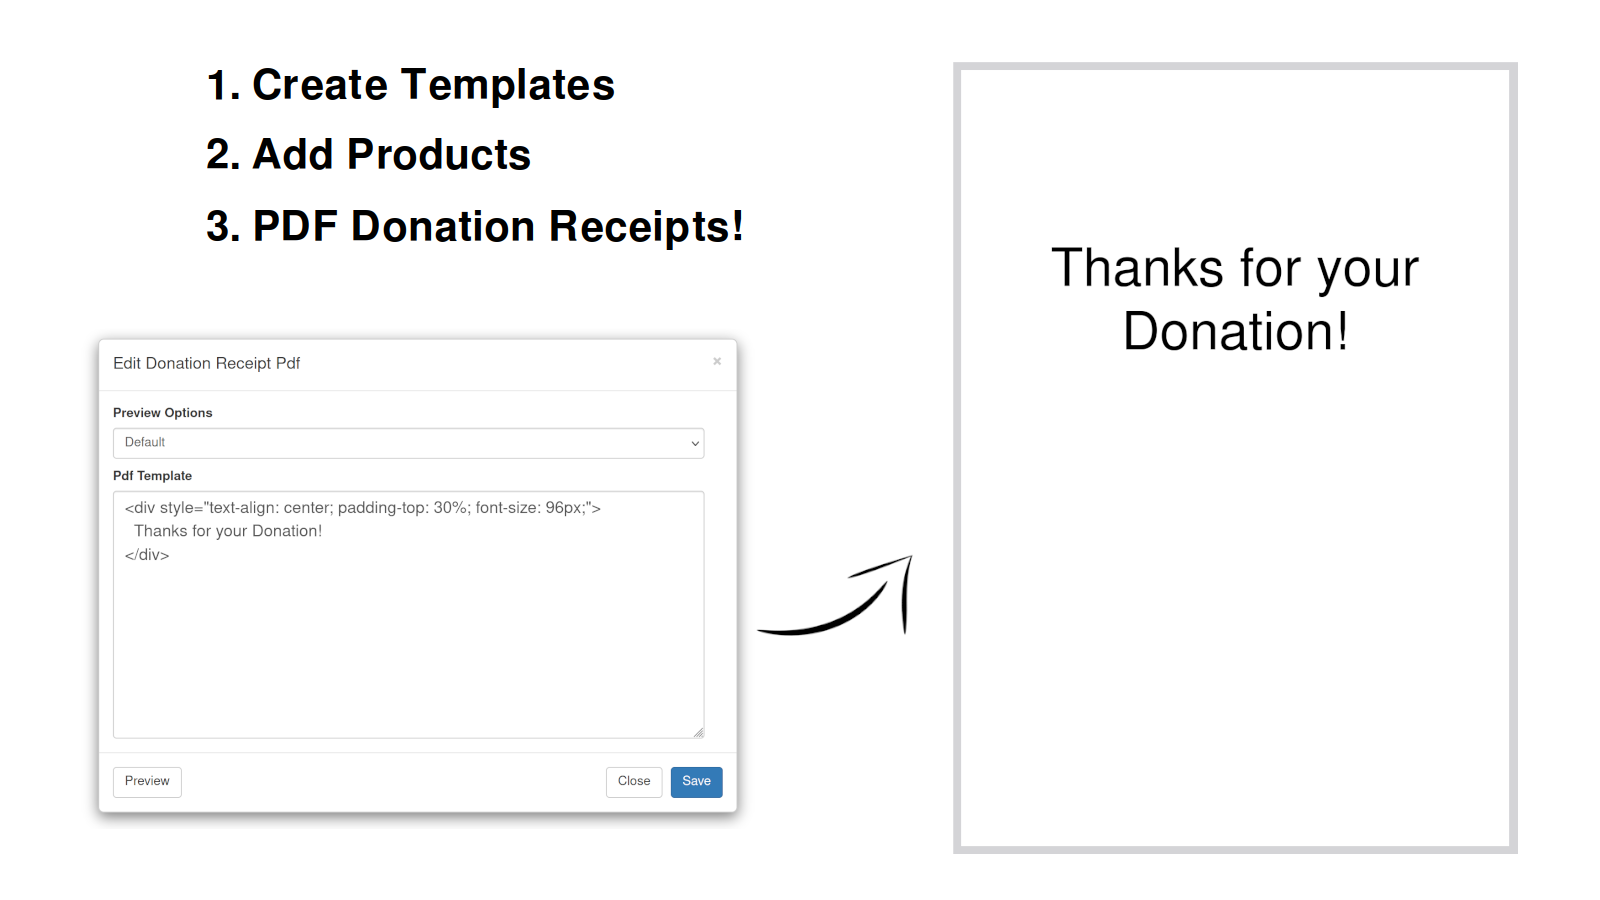 1. Create Templates
2. Add Products
3. PDF Donation Receipts!
Edit Donation Receipt Pdf
×
Preview Options
Default
Pdf Template
<div style="text-align: center; padding-top: 30%; font-size: 96px;">
Thanks for your Donation!
</div>
Preview
Close
Save
Thanks for your
Donation!